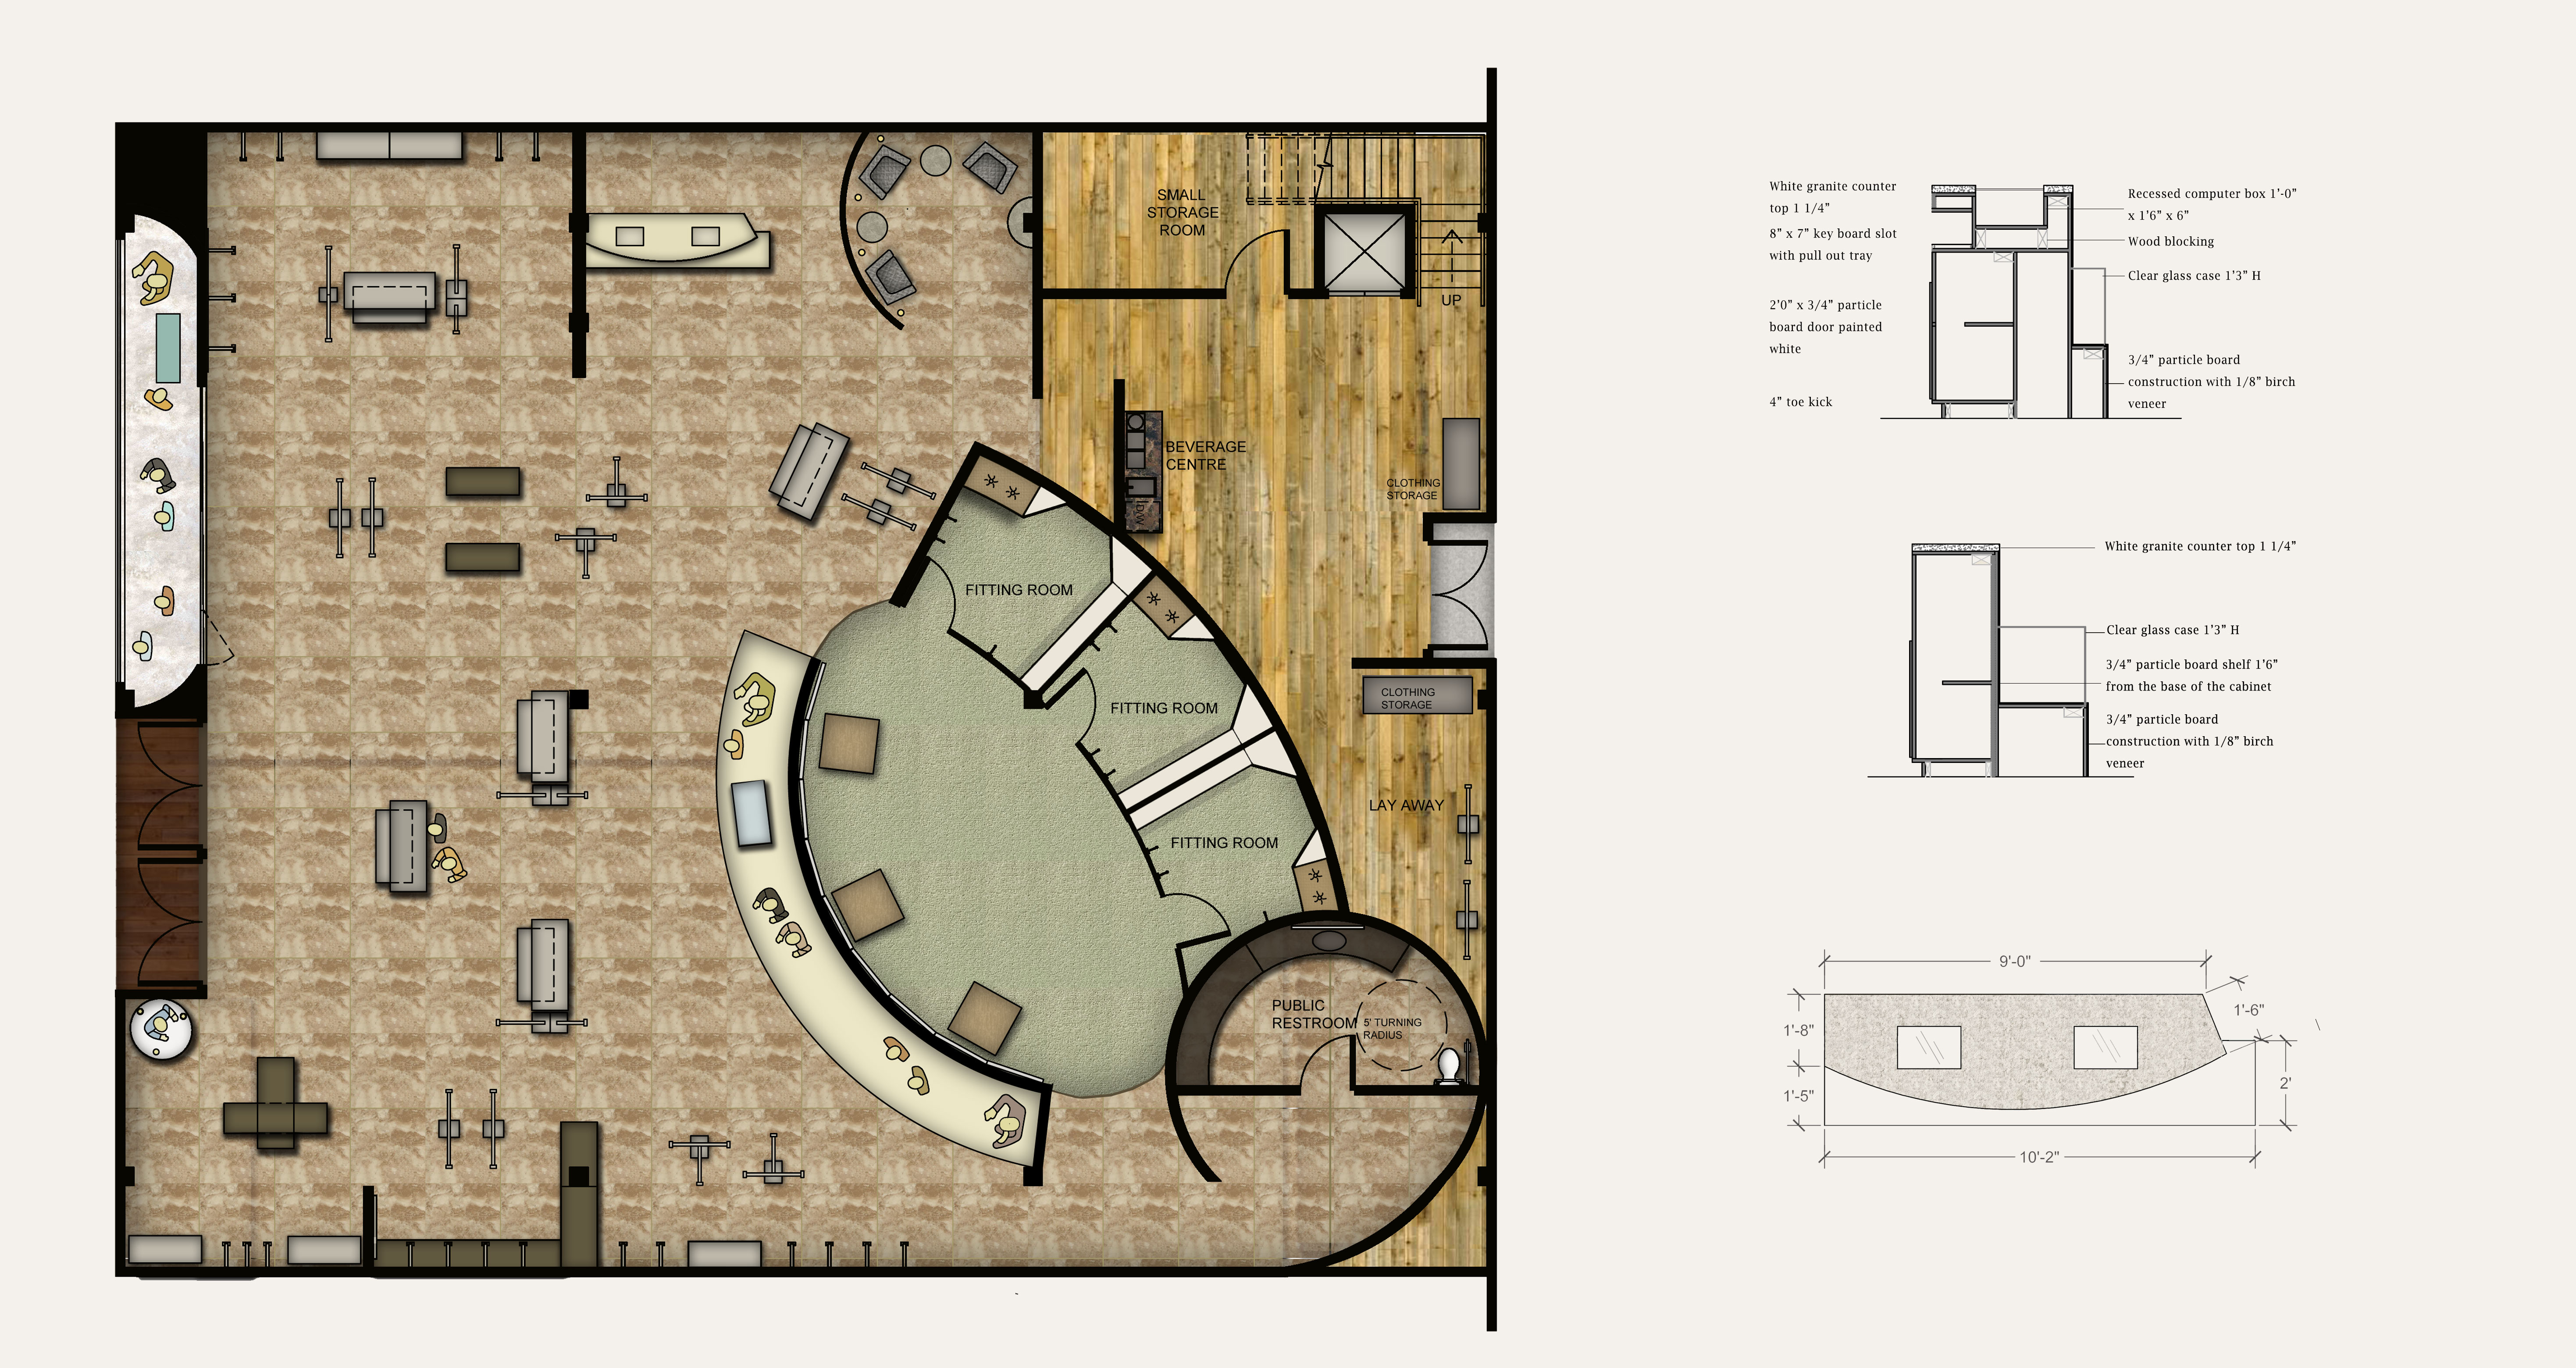 SMALL
STORAGE
ROOM
UP
BEVERAGE
CENTRE
D/W
CLOTHING
STORAGE
FITTING ROOM
FITTING ROOM
CLOTHING
STORAGE
LAY AWAY
FITTING ROOM
PUBLIC
RESTROOM
5' TURNING
RADIUS
White granite counter
top 1 1/4”
8” x 7” key board slot
with pull out tray
2’0” x 3/4” particle
board door painted
white
4” toe kick
Recessed computer box 1’-0”
x 1’6” x 6”
Wood blocking
Clear glass case 1’3” H
3/4” particle board
construction with 1/8” birch
veneer
White granite counter top 1 1/4”
Clear glass case 1’3” H
3/4” particle board shelf 1’6”
from the base of the cabinet
3/4” particle board
construction with 1/8” birch
veneer
9'-0"
1'-6"
1'-8"
2'
1'-5"
10'-2"